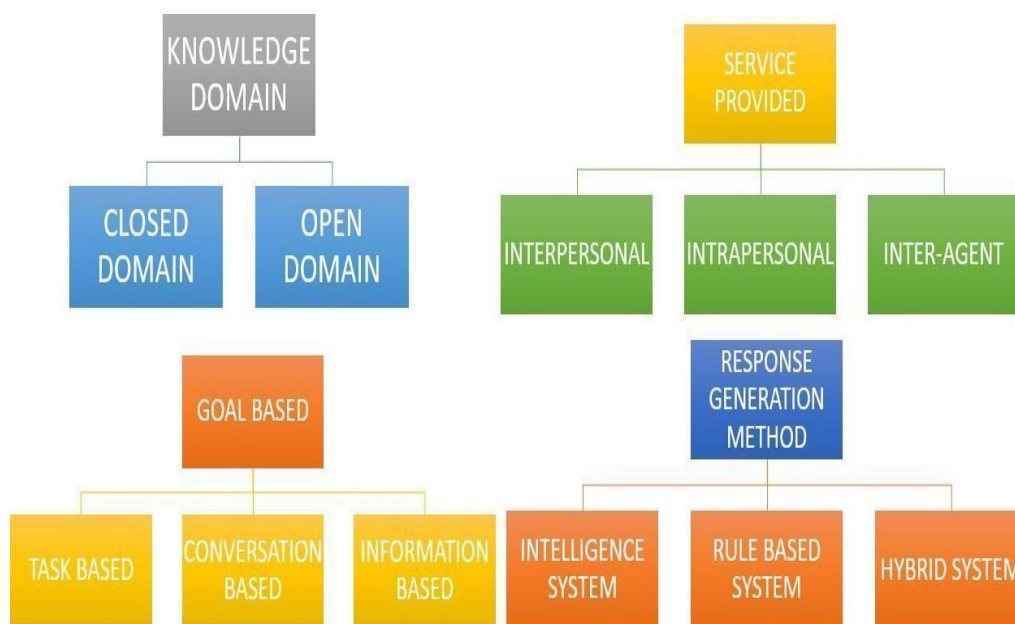 KNOWLEDGE
DOMAIN
CLOSED
DOMAIN
OPEN
DOMAIN
SERVICE
PROVIDED
INTERPERSONAL
INTRAPERSONAL
INTER-AGENT
GOAL BASED
TASK BASED
CONVERSATION
BASED
INFORMATION
BASED
RESPONSE
GENERATION
METHOD
INTELLIGENCE
SYSTEM
RULE BASED
SYSTEM
HYBRID SYSTEM